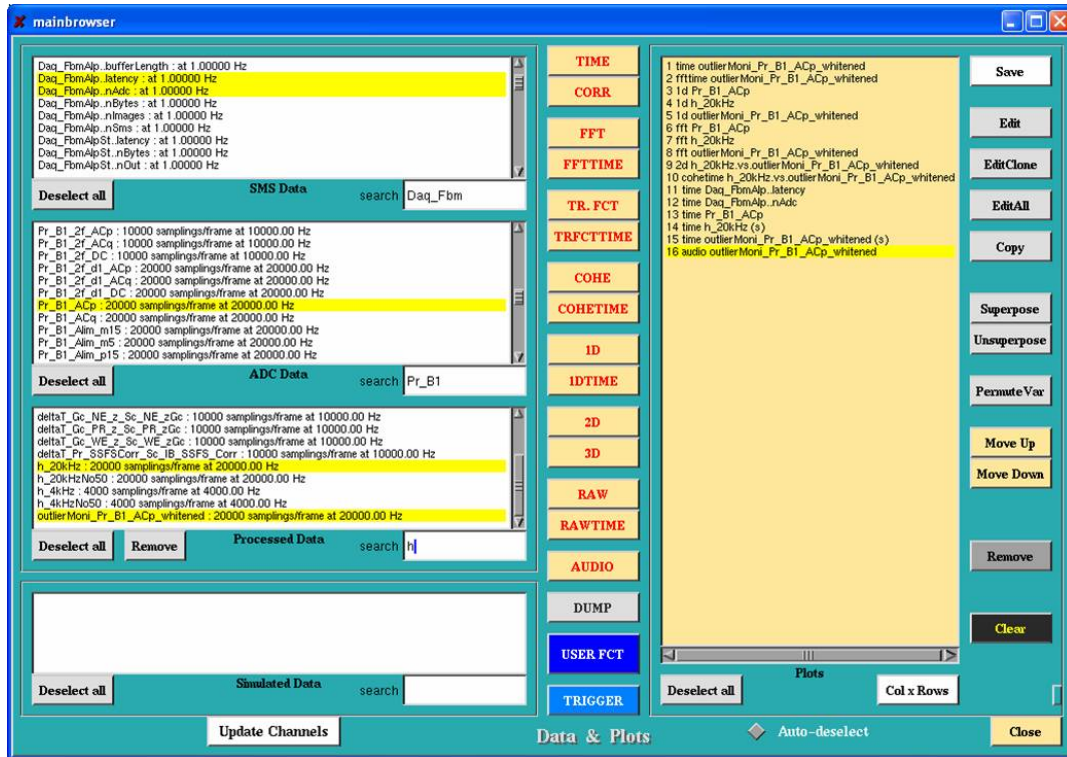 mainbrowser
Daq_FbmAlp..bufferLength : at 1.00000 Hz
Daq_FbmAlp..latency : at 1.00000 Hz
Daq_FbmAlp..nAdc : at 1.00000 Hz
Daq_FbmAlp..nBytes : at 1.00000 Hz
Daq_FbmAlp..nImages : at 1.00000 Hz
Daq_FbmAlp..nSms : at 1.00000 Hz
Daq_FbmAlpSt..latency : at 1.00000 Hz
Daq_FbmAlpSt..nBytes : at 1.00000 Hz
Daq_FbmAlpSt..nOut : at 1.00000 Hz
Deselect all
SMS Data
search
Daq_Fbm
Pr_B1_2f_ACp : 10000 samplings/frame at 10000.00 Hz
Pr_B1_2f_ACq : 10000 samplings/frame at 10000.00 Hz
Pr_B1_2f_DC : 10000 samplings/frame at 10000.00 Hz
Pr_B1_2f_d1_ACp : 20000 samplings/frame at 20000.00 Hz
Pr_B1_2f_d1_ACq : 20000 samplings/frame at 20000.00 Hz
Pr_B1_2f_d1_DC : 20000 samplings/frame at 20000.00 Hz
Pr_B1_ACp : 20000 samplings/frame at 20000.00 Hz
Pr_B1_ACq : 20000 samplings/frame at 20000.00 Hz
Pr_B1_Alim_m15 : 20000 samplings/frame at 20000.00 Hz
Pr_B1_Alim_m5 : 20000 samplings/frame at 20000.00 Hz
Pr_B1_Alim_p15 : 20000 samplings/frame at 20000.00 Hz
Deselect all
ADC Data
search
Pr_B1
deltaT_Gc_NE_z_Sc_NE_zGc : 10000 samplings/frame at 10000.00 Hz
deltaT_Gc_PR_z_Sc_PR_zGc : 10000 samplings/frame at 10000.00 Hz
deltaT_Gc_WE_z_Sc_WE_zGc : 10000 samplings/frame at 10000.00 Hz
deltaT_Pr_SSFSCorr_Sc_IB_SSFS_Corr : 10000 samplings/frame at 10000.00 Hz
h_20kHz : 20000 samplings/frame at 20000.00 Hz
h_20kHzNo50 : 20000 samplings/frame at 20000.00 Hz
h_4kHz : 4000 samplings/frame at 4000.00 Hz
h_4kHzNo50 : 4000 samplings/frame at 4000.00 Hz
outlierMoni_Pr_B1_ACp_whitened : 20000 samplings/frame at 20000.00 Hz
Deselect all
Remove
Processed Data
search
h
Deselect all
Simulated Data
search
Update Channels
TIME
CORR
FFT
FFTTIME
TR. FCT
TRFCTTIME
COHE
COHETIME
1D
1DTIME
2D
3D
RAW
RAWTIME
AUDIO
DUMP
USER FCT
TRIGGER
Data & Plots
1 time outlierMoni_Pr_B1_ACp_whitened
2 ffttime outlierMoni_Pr_B1_ACp_whitened
3 1d Pr_B1_ACp
4 1d h_20kHz
5 1d outlierMoni_Pr_B1_ACp_whitened
6 fft Pr_B1_ACp
7 fft h_20kHz
8 fft outlierMoni_Pr_B1_ACp_whitened
9 2d h_20kHz.vs.outlierMoni_Pr_B1_ACp_whitened
10 cohetime h_20kHz.vs.outlierMoni_Pr_B1_ACp_whitened
11 time Daq_FbmAlp..latency
12 time Daq_FbmAlp..nAdc
13 time Pr_B1_ACp
14 time h_20kHz (s)
15 time outlierMoni_Pr_B1_ACp_whitened (s)
16 audio outlierMoni_Pr_B1_ACp_whitened
Plots
Deselect all
Col x Rows
Auto-deselect
Save
Edit
EditClone
EditAll
Copy
Superpose
Unsuperpose
PermuteVar
Move Up
Move Down
Remove
Clear
Close